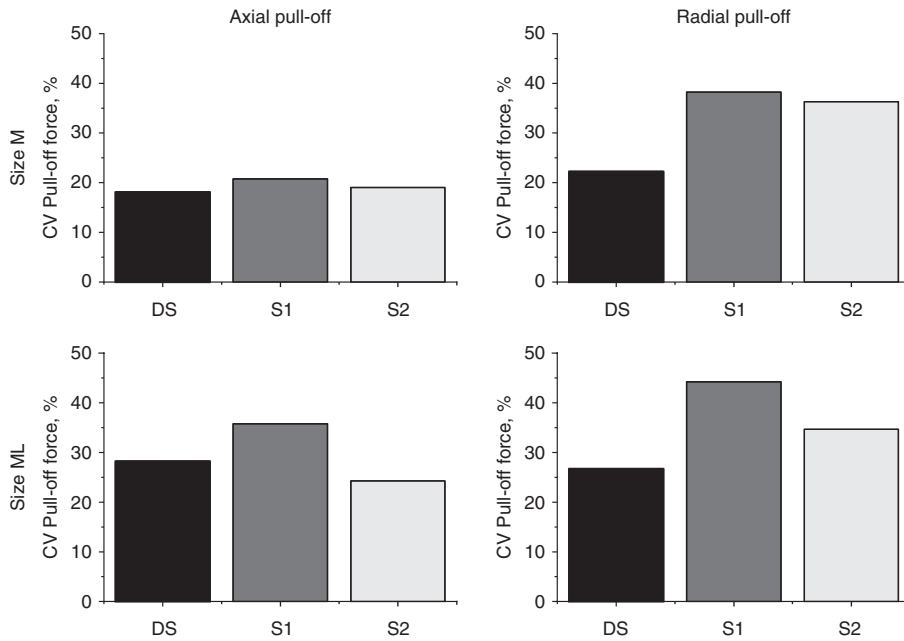 Axial pull-off
Radial pull-off
Size M
CV Pull-off force, %
50
40
30
20
10
0
DS S1 S2
CV Pull-off force, %
50
40
30
20
10
0
DS S1 S2
Size ML
CV Pull-off force, %
50
40
30
20
10
0
DS S1 S2
CV Pull-off force, %
50
40
30
20
10
0
DS S1 S2